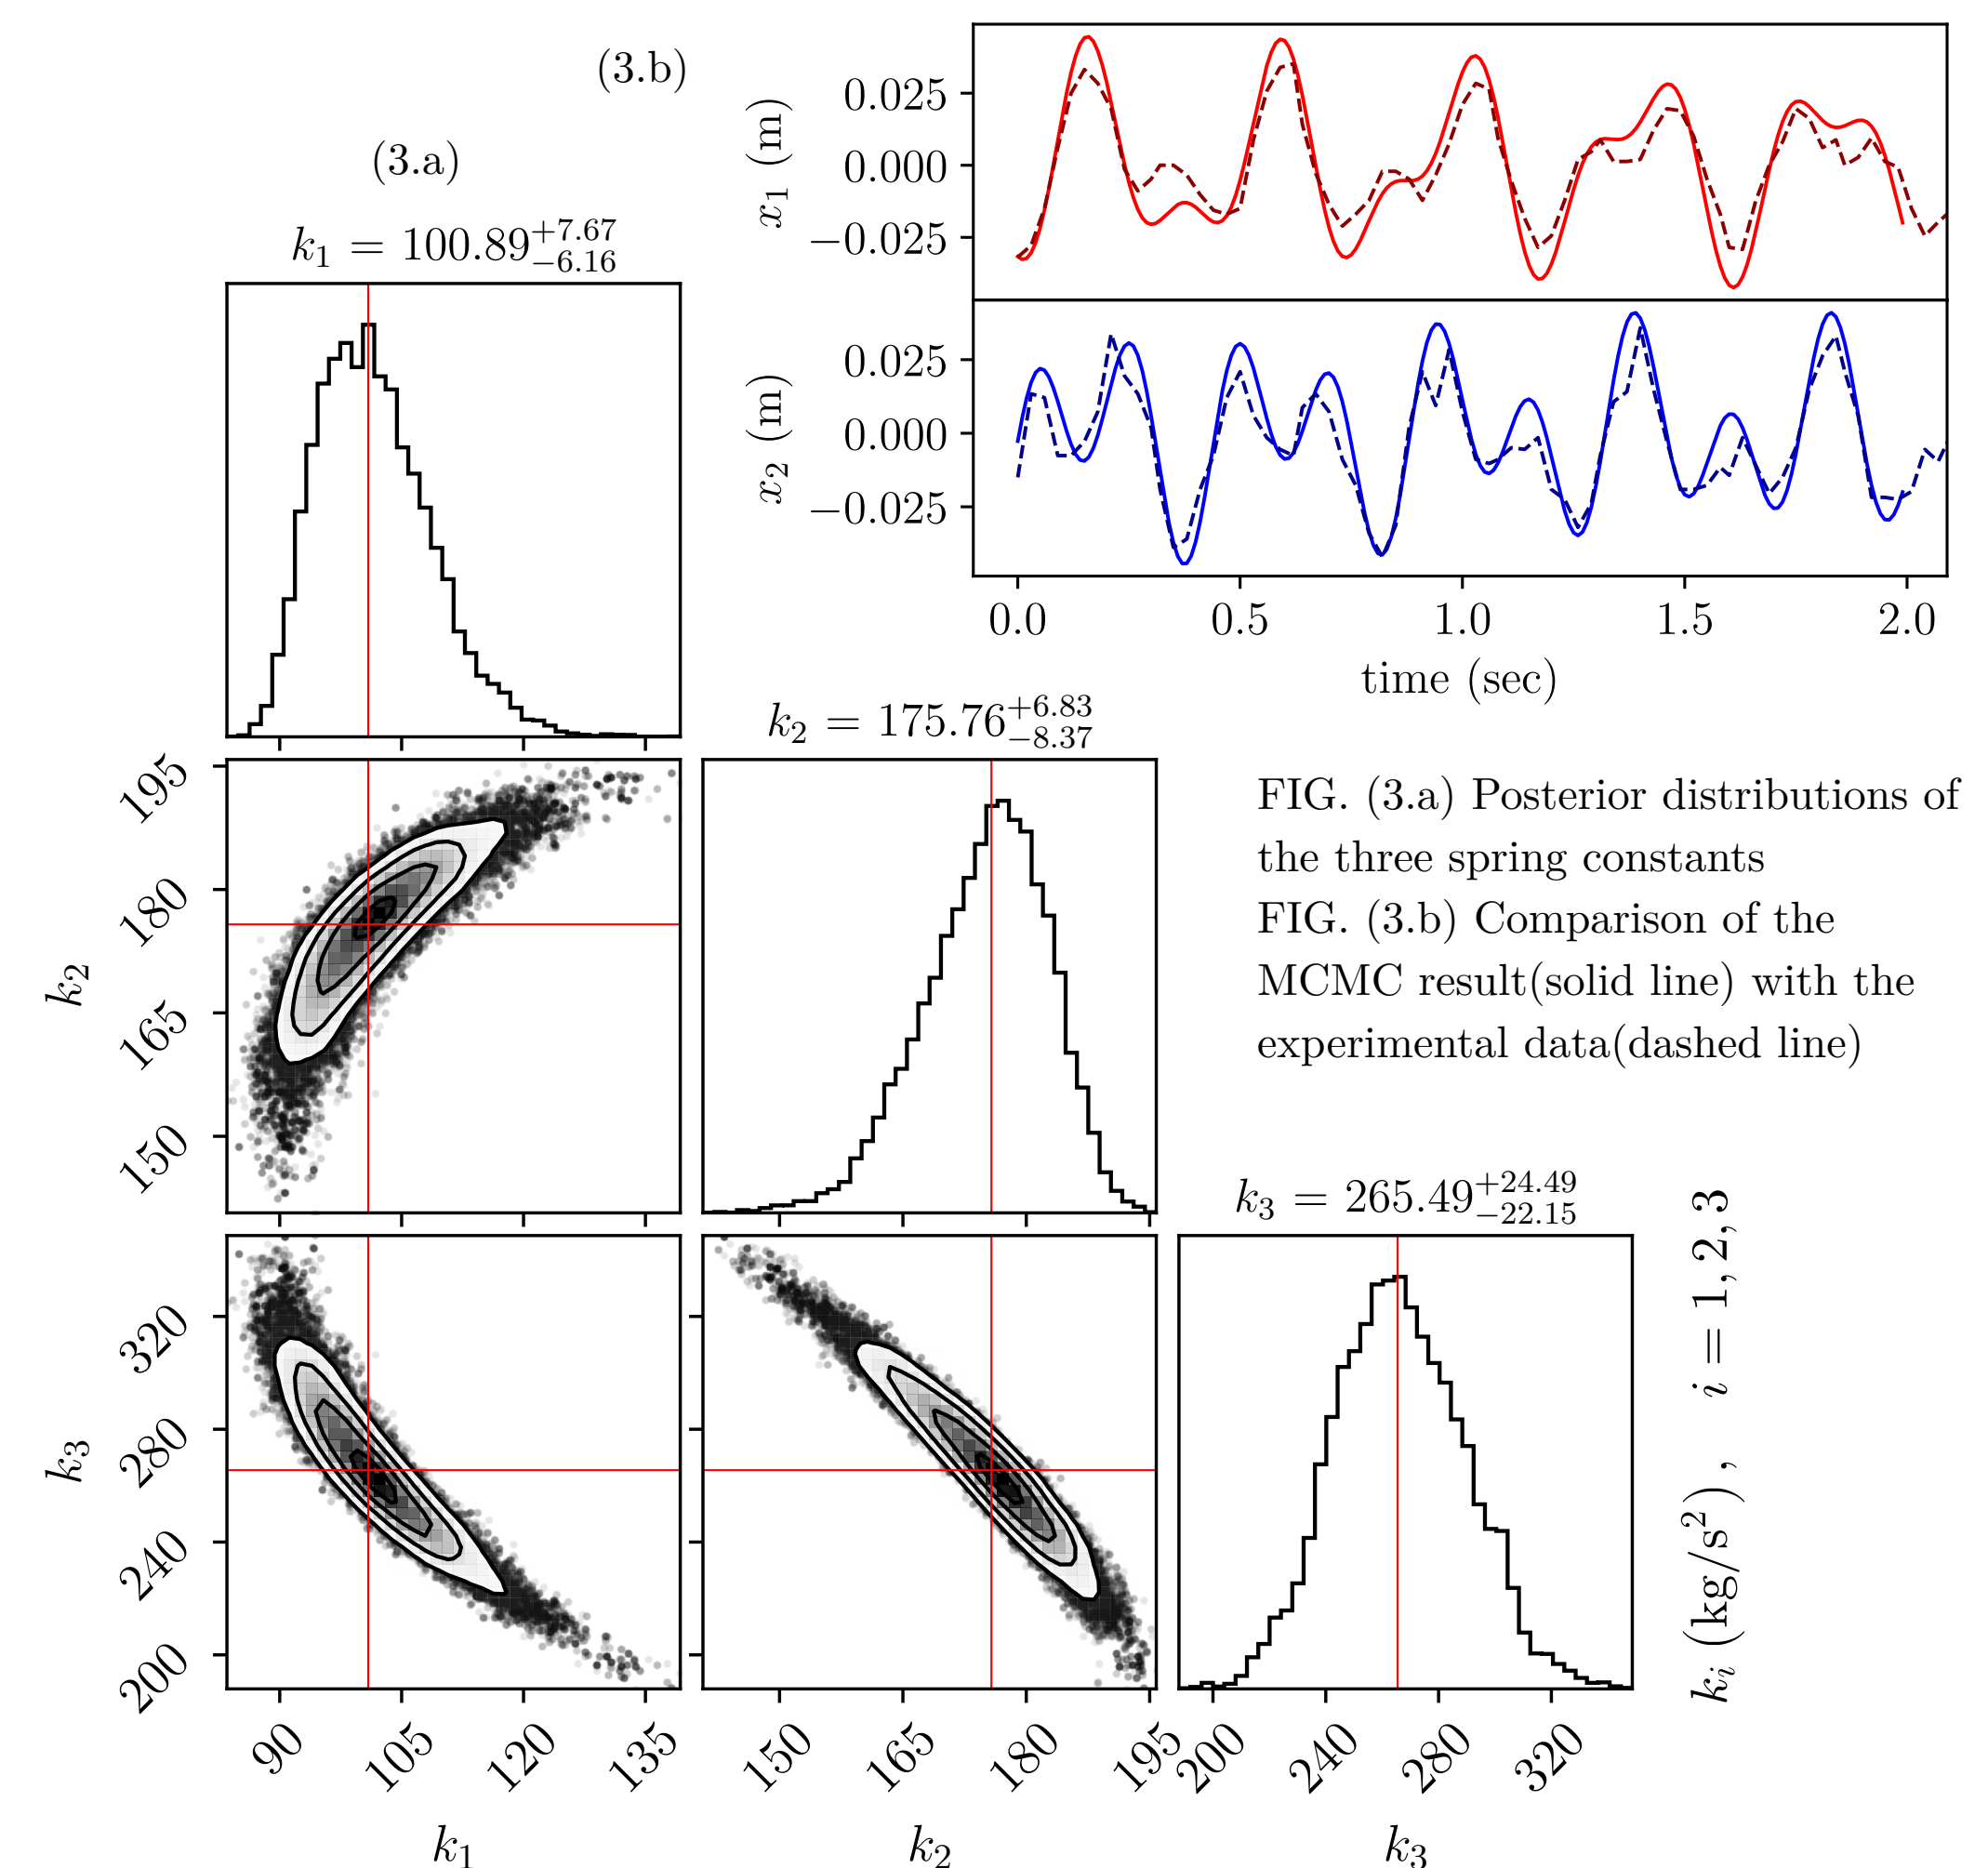 (3.b)
(3.a)
x₁ (m)
0.025
0.000
−0.025
x₂ (m)
0.025
0.000
−0.025
0.0 0.5 1.0 1.5 2.0
time (sec)
k₁ = 100.89 +7.67 −6.16
k₂ = 175.76 +6.83 −8.37
FIG. (3.a) Posterior distributions of
the three spring constants
FIG. (3.b) Comparison of the
MCMC result(solid line) with the
experimental data(dashed line)
k₂
195
180
165
150
k₃ = 265.49 +24.49 −22.15
k₃
320
280
240
200
kᵢ (kg/s²) , i = 1, 2, 3
90 105 120 135
150 165 180 195
200 240 280 320
k₁
k₂
k₃